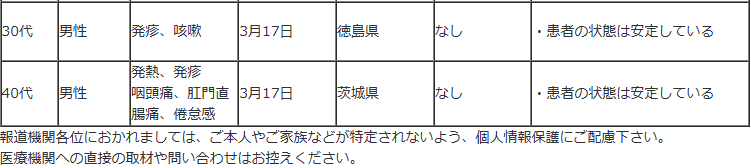 30代 男性 発疹、咳嗽 3月17日 徳島県 なし ・患者の状態は安定している
発熱、発疹
40代 男性 咽頭痛、肛門直 3月17日 茨城県 なし ・患者の状態は安定している
腸痛、倦怠感
報道機関各位におかれましては、ご本人やご家族などが特定されないよう、個人情報保護にご配慮下さい。
医療機関への直接の取材や問い合わせはお控えください。